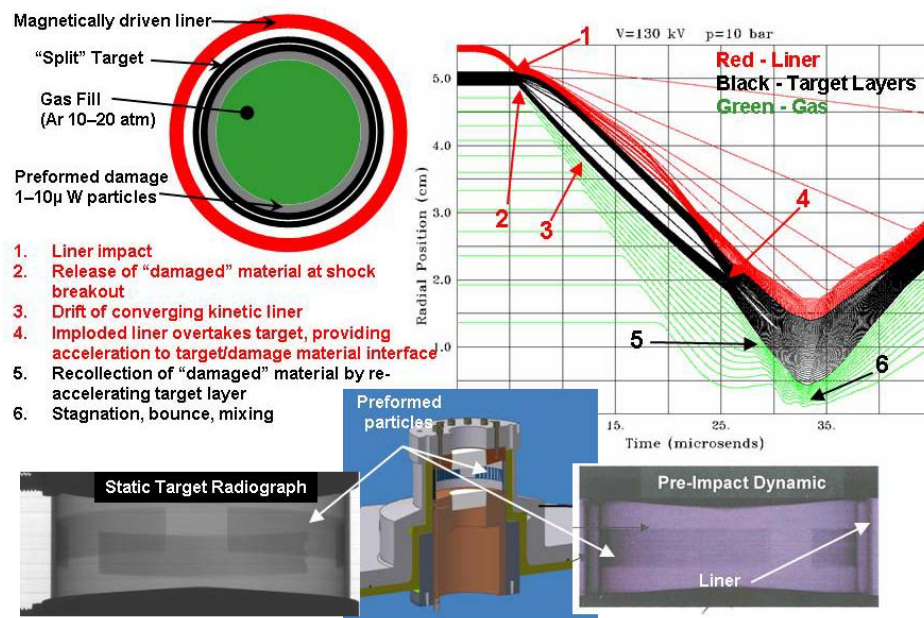 Magnetically driven liner
“Split” Target
Gas Fill
(Ar 10–20 atm)
Preformed damage
1–10µ W particles
1. Liner impact
2. Release of “damaged” material at shock
breakout
3. Drift of converging kinetic liner
4. Imploded liner overtakes target, providing
acceleration to target/damage material interface
5. Recollection of “damaged” material by re-
accelerating target layer
6. Stagnation, bounce, mixing
V=130 kV p=10 bar
Red - Liner
Black - Target Layers
Green - Gas
1
2
3
4
5
6
Radial Position (cm)
5.0
4.0
3.0
2.0
1.0
15.
25.
35.
Time (microsends)
Preformed
particles
Static Target Radiograph
Pre-Impact Dynamic
Liner